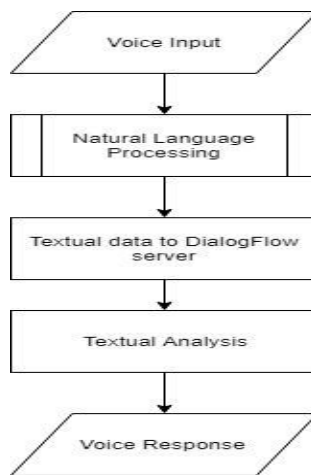 Voice Input
Natural Language
Processing
Textual data to DialogFlow
server
Textual Analysis
Voice Response